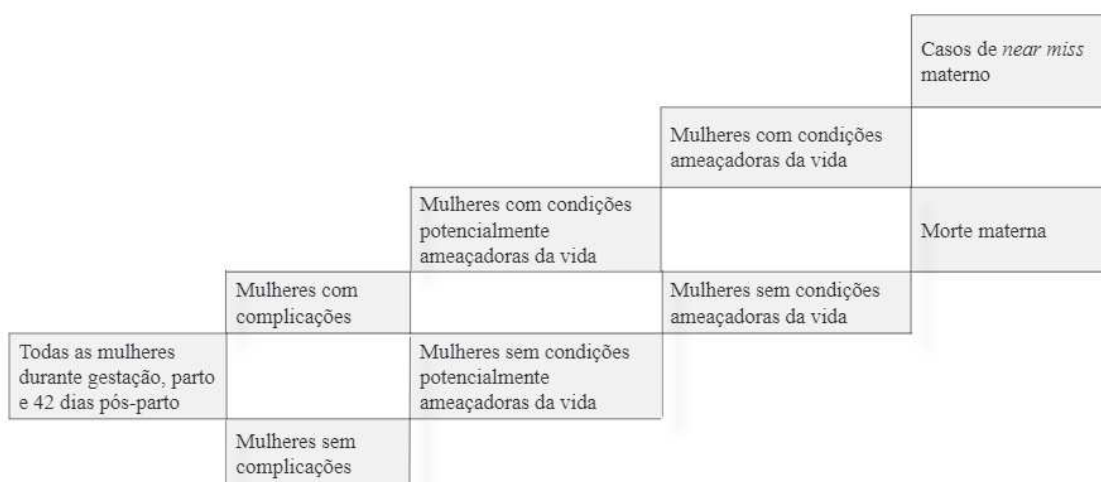 Casos de near miss
materno
Mulheres com condições
ameaçadoras da vida
Mulheres com condições
potencialmente
ameaçadoras da vida
Morte materna
Mulheres com
complicações
Mulheres sem condições
ameaçadoras da vida
Todas as mulheres
durante gestação, parto
e 42 dias pós-parto
Mulheres sem condições
potencialmente
ameaçadoras da vida
Mulheres sem
complicações